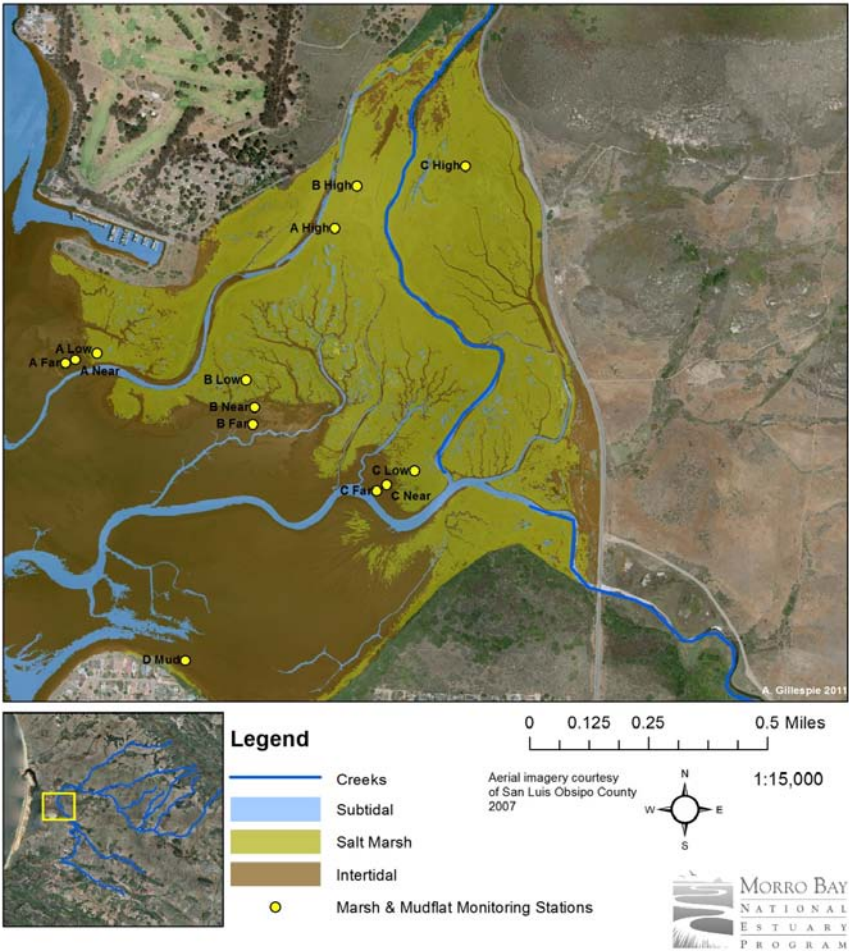 C High
B High
A High
A Low
A Far
A Near
B Low
B Near
B Far
C Low
C Far
C Near
D Mud
A. Gillespie 2011
Legend
Creeks
Subtidal
Salt Marsh
Intertidal
Marsh & Mudflat Monitoring Stations
0 0.125 0.25 0.5 Miles
Aerial imagery courtesy
of San Luis Obsipo County
2007
N
W E
S
1:15,000
MORRO BAY
NATIONAL
ESTUARY
PROGRAM